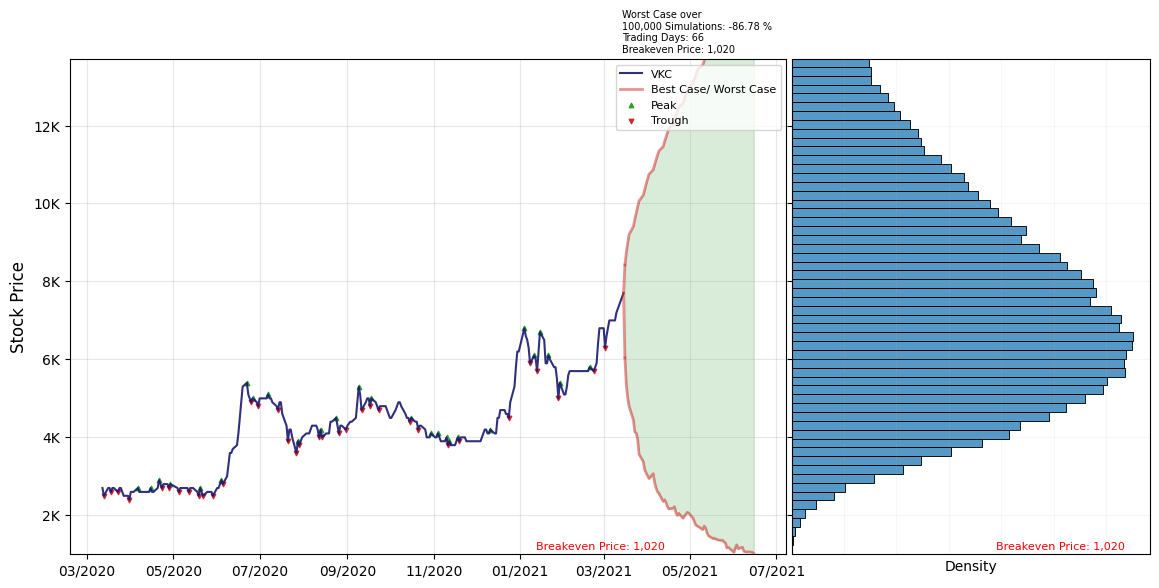 Worst Case over
100,000 Simulations: -86.78 %
Trading Days: 66
Breakeven Price: 1,020
VKC
Best Case/ Worst Case
Peak
Trough
Stock Price
12K
10K
8K
6K
4K
2K
Breakeven Price: 1,020
Breakeven Price: 1,020
03/2020 05/2020 07/2020 09/2020 11/2020 01/2021 03/2021 05/2021 07/2021
Density